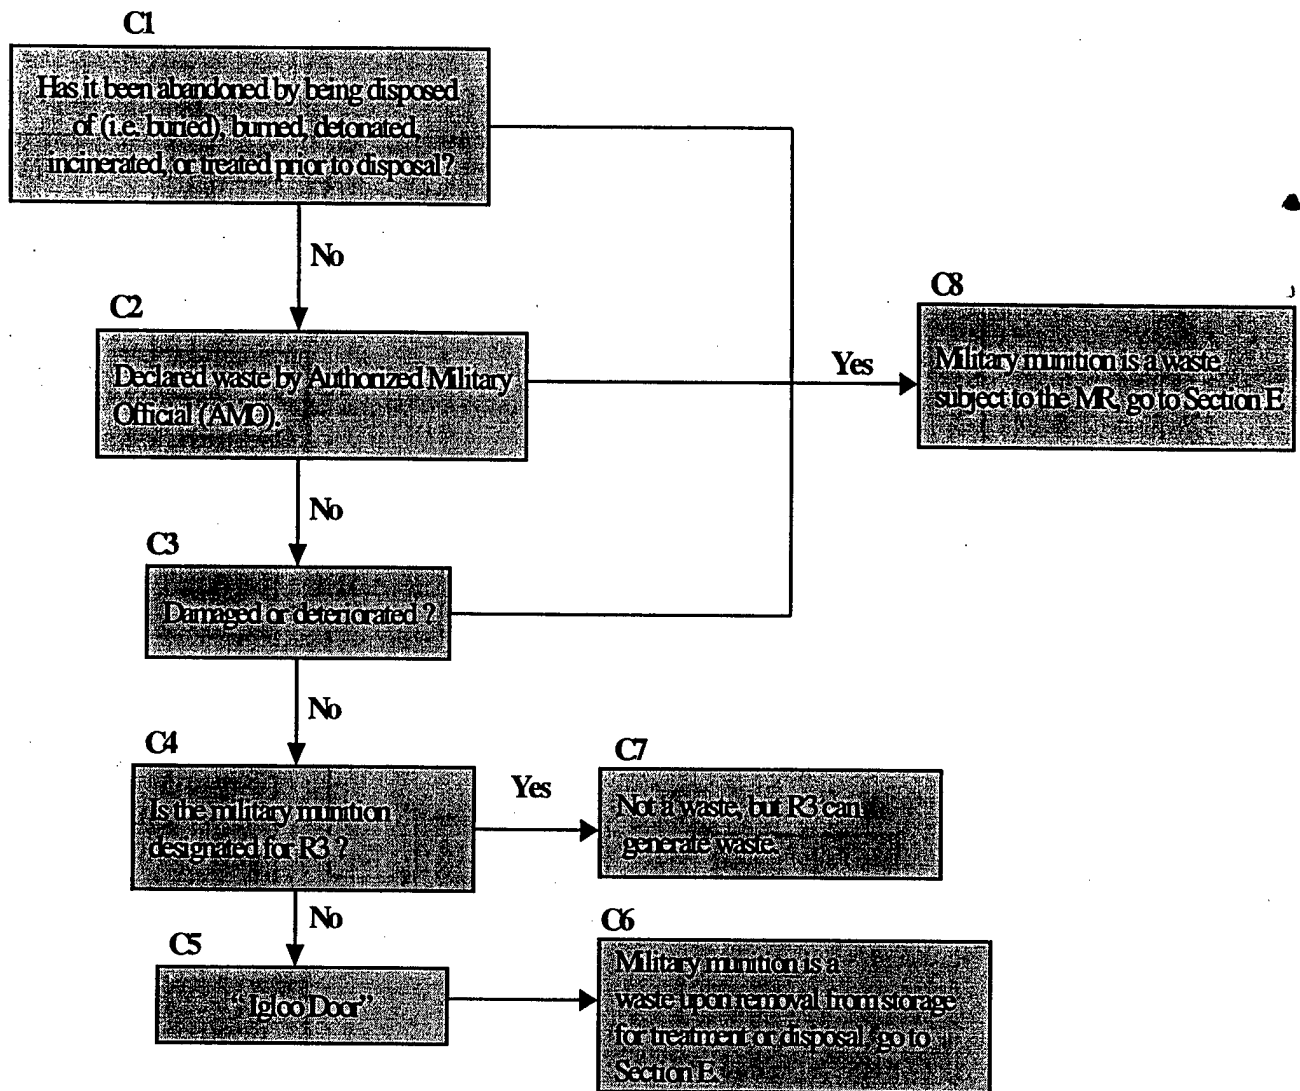 C1
Has it been abandoned by being disposed
of (i.e. buried), burned, detonated,
incinerated, or treated prior to disposal?
No
C2
Declared waste by Authorized Military
Official (AMO).
No
C3
Damaged or deteriorated ?
No
C4
Is the military munition
designated for R3 ?
No
C5
"Igloo Door"
Yes
C8
Military munition is a waste
subject to the MR, go to Section E.
Yes
C7
Not a waste, but R3 can
generate waste.
C6
Military munition is a
waste upon removal from storage
for treatment or disposal go to
Section E.